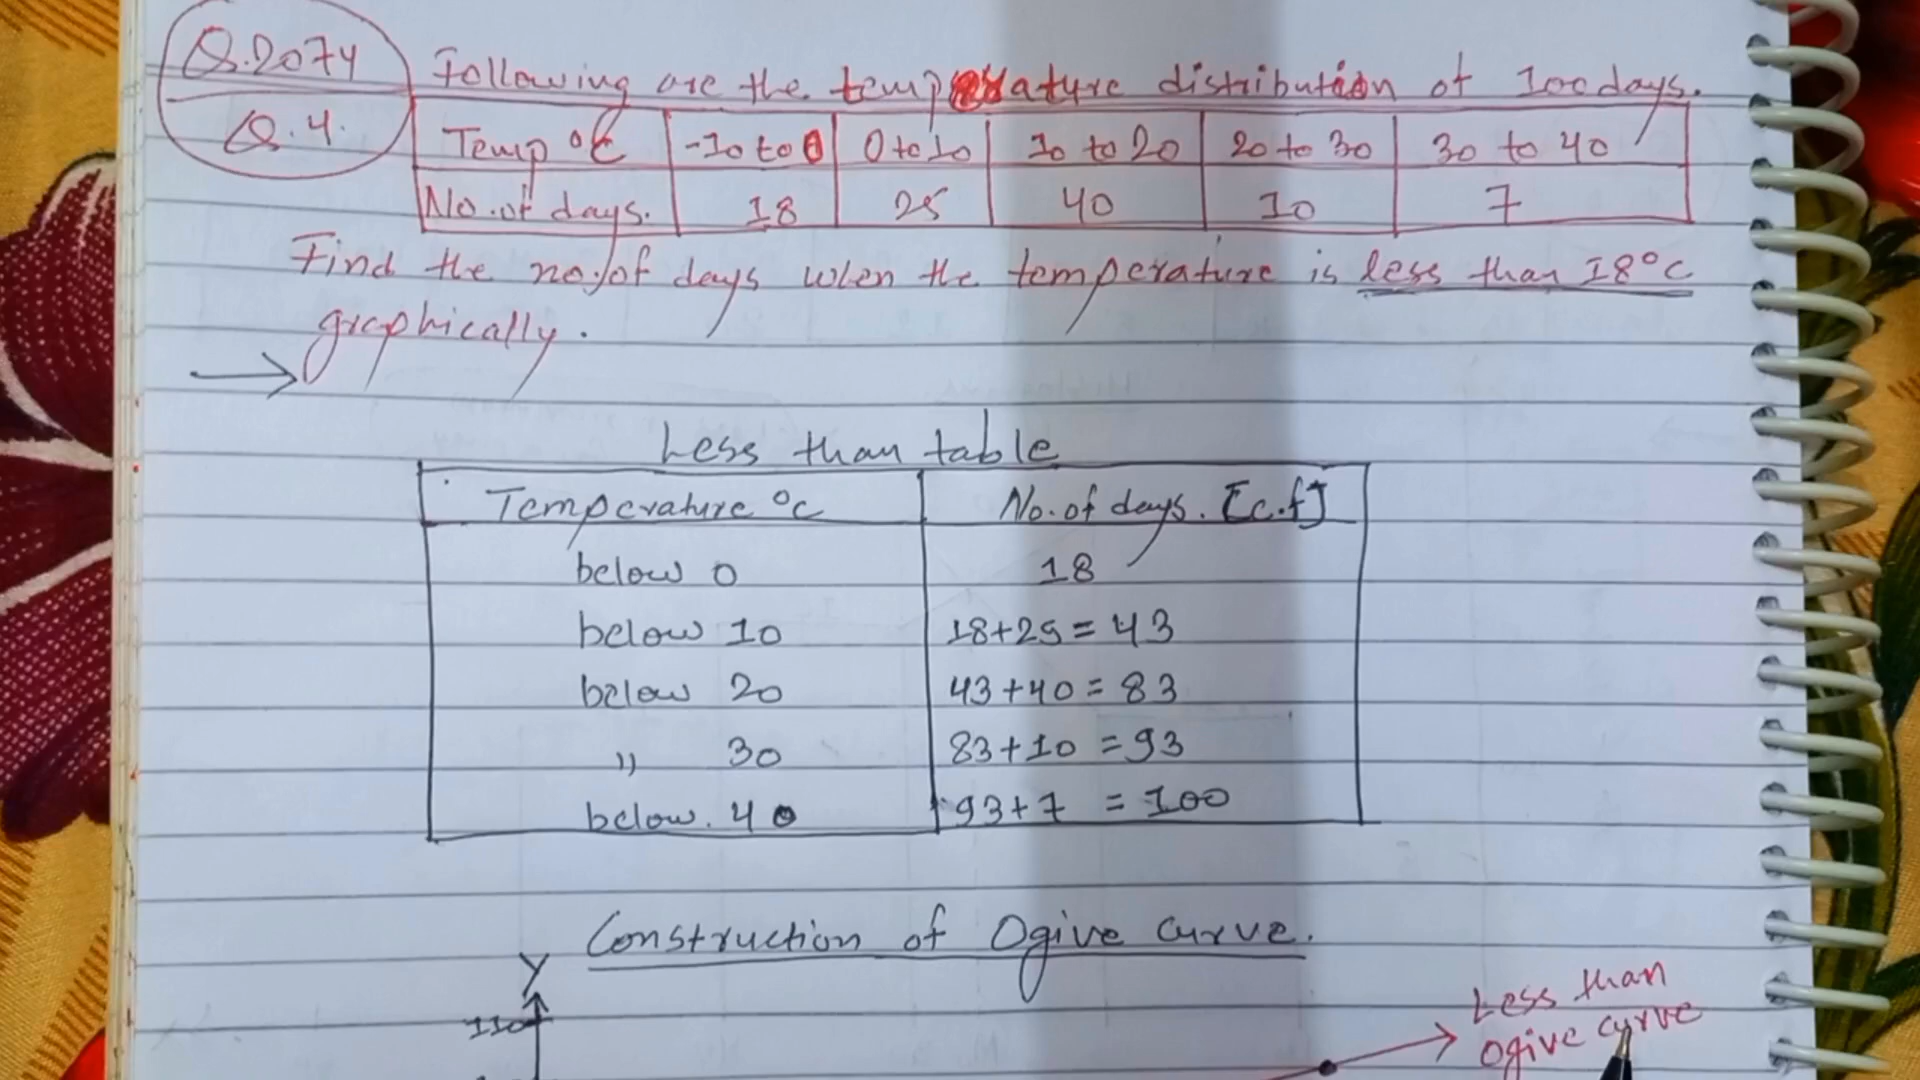 Q.2074
Q.4.
Following are the temperature distribution of 100 days.
Temp °C -10 to 0 0 to 10 10 to 20 20 to 30 30 to 40
No. of days. 18 25 40 10 7
Find the no. of days when the temperature is less than 18°C
graphically.
Less than table
Temperature °C No. of days. [c.f]
below 0 18
below 10 18+25 = 43
below 20 43+40 = 83
" 30 83+10 = 93
below. 40 93+7 = 100
Construction of Ogive Curve.
Y
110
Less than
Ogive curve